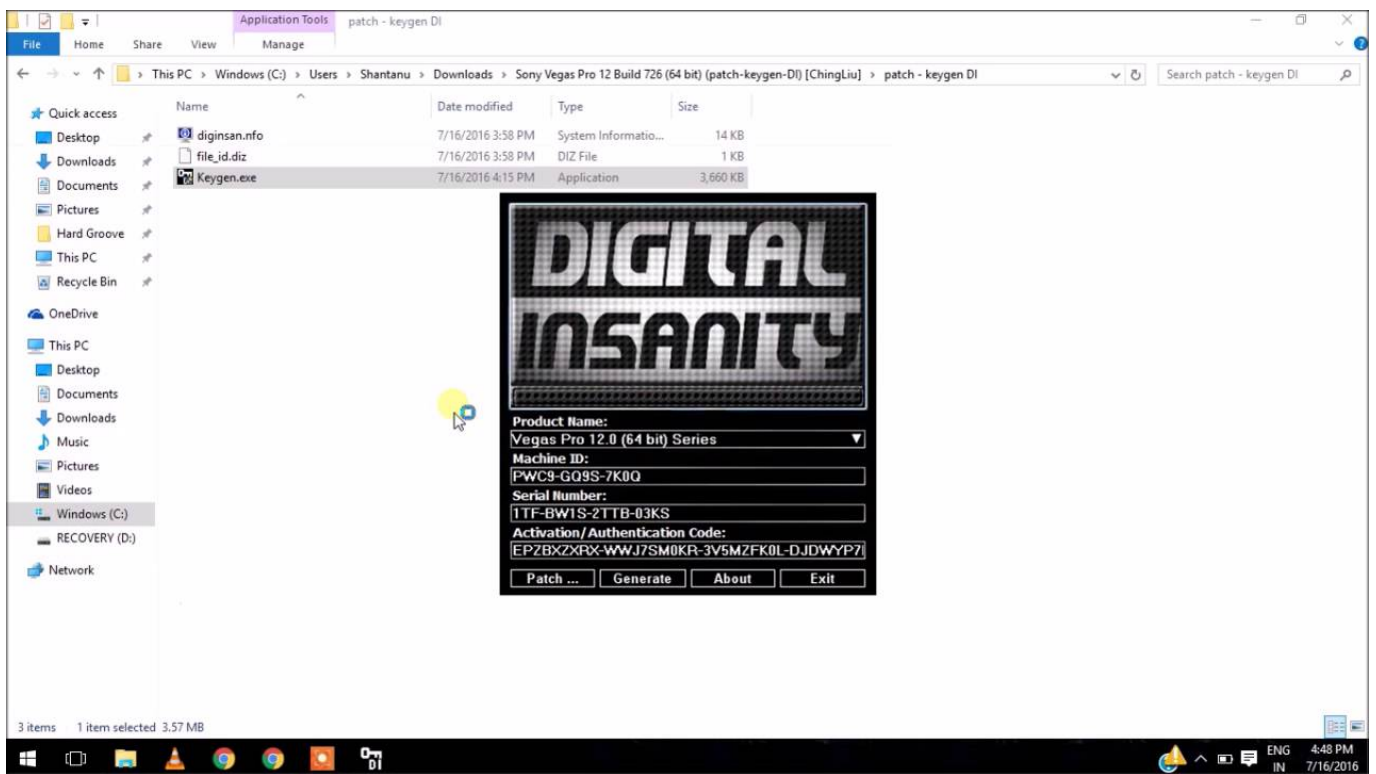 Application Tools
patch - keygen DI
File
Home
Share
View
Manage
This PC > Windows (C:) > Users > Shantanu > Downloads > Sony Vegas Pro 12 Build 726 (64 bit) (patch-keygen-DI) [ChingLiu] > patch - keygen DI
Search patch - keygen DI
Name
Date modified
Type
Size
diginsan.nfo 7/16/2016 3:58 PM System Informatio... 14 KB
file_id.diz 7/16/2016 3:58 PM DIZ File 1 KB
Keygen.exe 7/16/2016 4:15 PM Application 3,660 KB
Quick access
Desktop
Downloads
Documents
Pictures
Hard Groove
This PC
Recycle Bin
OneDrive
This PC
Desktop
Documents
Downloads
Music
Pictures
Videos
Windows (C:)
RECOVERY (D:)
Network
DIGITAL
INSANITY
Product Name:
Vegas Pro 12.0 (64 bit) Series
Machine ID:
PWC9-GQ9S-7K0Q
Serial Number:
1TF-BW1S-2TTB-03KS
Activation/Authentication Code:
EPZBXZXRX-WWJ7SM0KR-3V5MZFK0L-DJDWYP7
Patch ...
Generate
About
Exit
3 items
1 item selected 3.57 MB
DI
ENG
IN
4:48 PM
7/16/2016